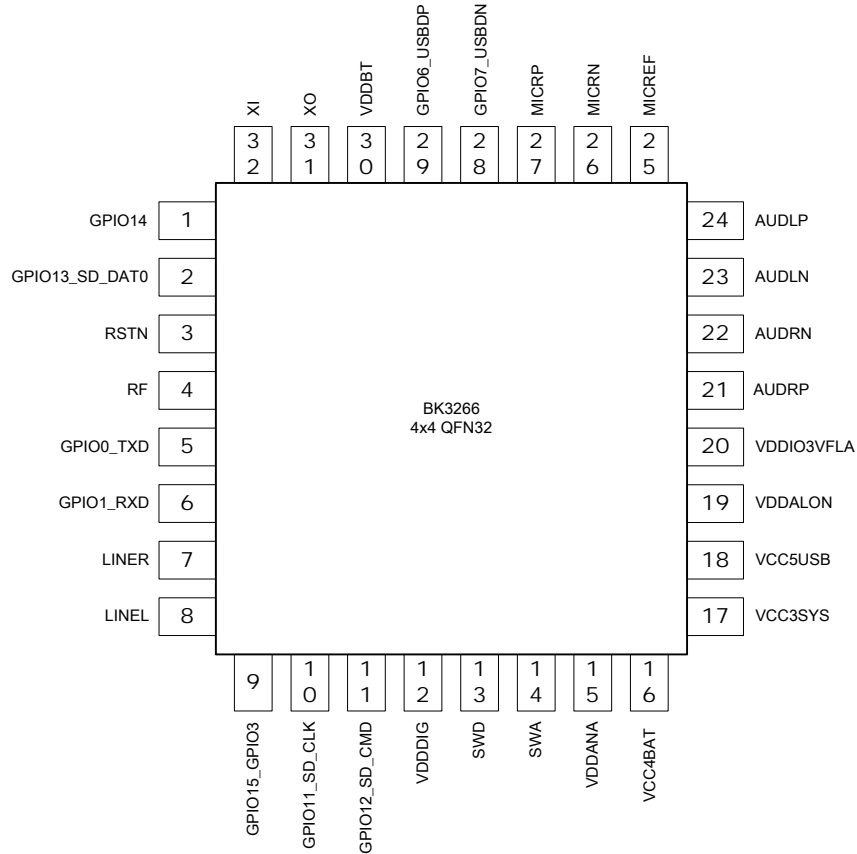 XI
XO
VDDBT
GPIO6_USBDP
GPIO7_USBDN
MICRP
MICRN
MICREF
32
31
30
29
28
27
26
25
GPIO14 1
GPIO13_SD_DAT0 2
RSTN 3
RF 4
GPIO0_TXD 5
GPIO1_RXD 6
LINER 7
LINEL 8
BK3266
4x4 QFN32
24 AUDLP
23 AUDLN
22 AUDRN
21 AUDRP
20 VDDIO3VFLA
19 VDDALON
18 VCC5USB
17 VCC3SYS
9
10
11
12
13
14
15
16
GPIO15_GPIO3
GPIO11_SD_CLK
GPIO12_SD_CMD
VDDDIG
SWD
SWA
VDDANA
VCC4BAT